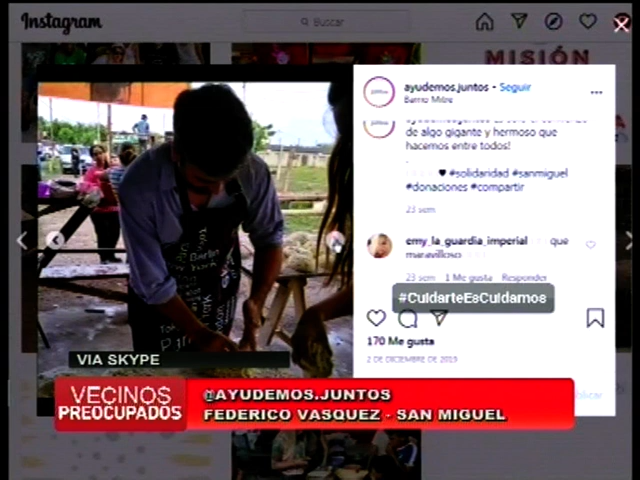 Instagram
Buscar
MISIÓN
ayudemos.juntos • Seguir
Barrio Mitre
de algo gigante y hermoso que
hacemos entre todos!
♥ #solidaridad #sanmiguel
#donaciones #compartir
23 sem
emy_la_guardia_imperial que
maravilloso
23 sem 1 Me gusta Responder
#CuidarteEsCuidarnos
170 Me gusta
2 DE DICIEMBRE DE 2019
VIA SKYPE
VECINOS
PREOCUPADOS
@AYUDEMOS.JUNTOS
FEDERICO VASQUEZ - SAN MIGUEL